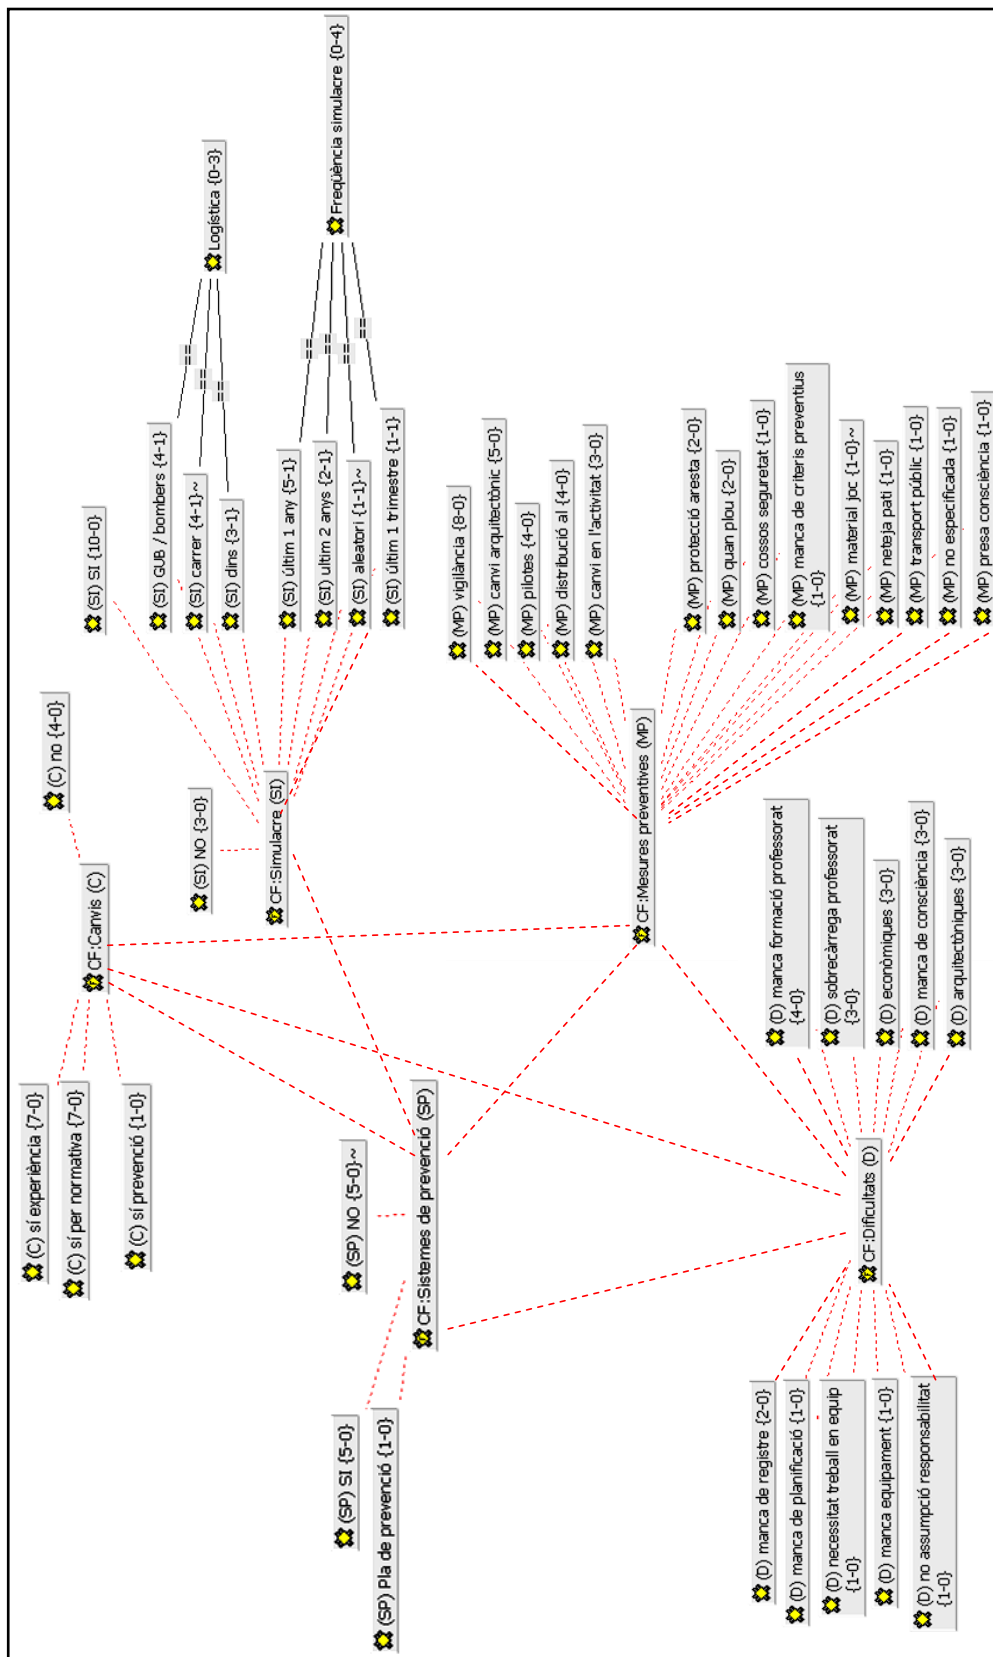 (C) sí experiència {7-0}
(C) sí per normativa {7-0}
(C) sí prevenció {1-0}
CF:Canvis (C)
(C) no {4-0}
(SI) SI {10-0}
(SI) NO {3-0}
CF:Simulacre (SI)
(SI) GUB / bombers {4-1}
(SI) carrer {4-1}~
(SI) dins {3-1}
Logística {0-3}
==
==
==
(SI) últim 1 any {5-1}
(SI) ultim 2 anys {2-1}
(SI) aleatori {1-1}~
(SI) últim 1 trimestre {1-1}
Freqüència simulacre {0-4}
==
==
==
==
(SP) SI {5-0}
(SP) Pla de prevenció {1-0}
(SP) NO {5-0}~
CF:Sistemes de prevenció (SP)
CF:Mesures preventives (MP)
(MP) vigilància {8-0}
(MP) canvi arquitectònic {5-0}
(MP) pilotes {4-0}
(MP) distribució al {4-0}
(MP) canvi en l'activitat {3-0}
(MP) protecció aresta {2-0}
(MP) quan plou {2-0}
(MP) cossos seguretat {1-0}
(MP) manca de criteris preventius
{1-0}
(MP) material joc {1-0}~
(MP) neteja pati {1-0}
(MP) transport públic {1-0}
(MP) no especificada {1-0}
(MP) presa consciència {1-0}
(D) manca formació professorat
{4-0}
(D) sobrecàrrega professorat
{3-0}
(D) econòmiques {3-0}
(D) manca de consciència {3-0}
(D) arquitectòniques {3-0}
CF:Dificultats (D)
(D) manca de registre {2-0}
(D) manca de planificació {1-0}
(D) necessitat treball en equip
{1-0}
(D) manca equipament {1-0}
(D) no assumpció responsabilitat
{1-0}